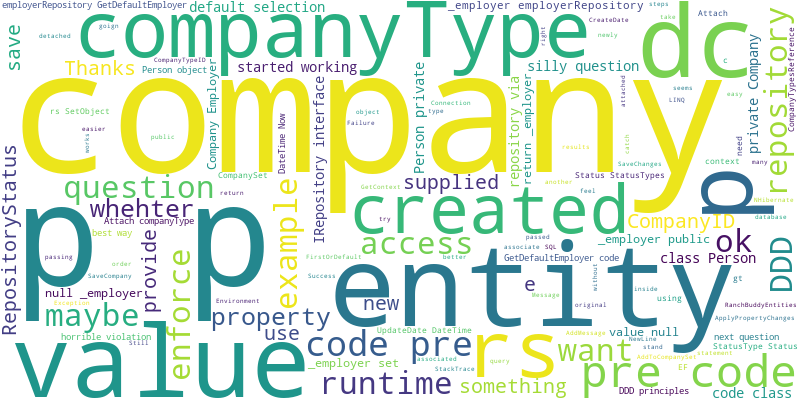 employerRepository GetDefaultEmployer
default selection
_employer employerRepository
CreateDate
steps
take
Attach
newly
detached
goign
right
save
companyType
dc
Thanks
CompanyTypeID
Person object
started working
silly question
c
rs SetObject
easier
Company Employer
works
public
company
object
Failure
type
Connection
IRepository interface
DateTime Now
Person private
repository via
return _employer
seems
LINQ
attached
easy
private Company
repository
CompanyTypesReference
RepositoryStatus
question
CompanySet
return
supplied
results
another
catch
SaveChanges
need
context
many
Status StatusTypes
NHibernate
database
whehter
Attach companyType
best way
passing
example
GetContext
try
feel
created
p
CompanyID
DDD
null _employer
provide
order
SaveCompany
exception
enforce
access
FirstOrDefault
Success
passed
associate
SQL
better
GetDefaultEmployer code
_employer public
ok
class Person
p p
entity
e
new
maybe
property
Environment
UpdateDate DateTime
Message
original
without
inside
using
gt
RanchBuddyEntities
ApplyPropertyChanges
horrible violation
Still
use
code pre
rs
AddMessage
NewLine
stand
value null
next question
StatusType Status
value
_employer set
associated
StackTrace
query
want
AddToCompanySet
statement
EF
pre code
runtime
something
DDD principles
code class